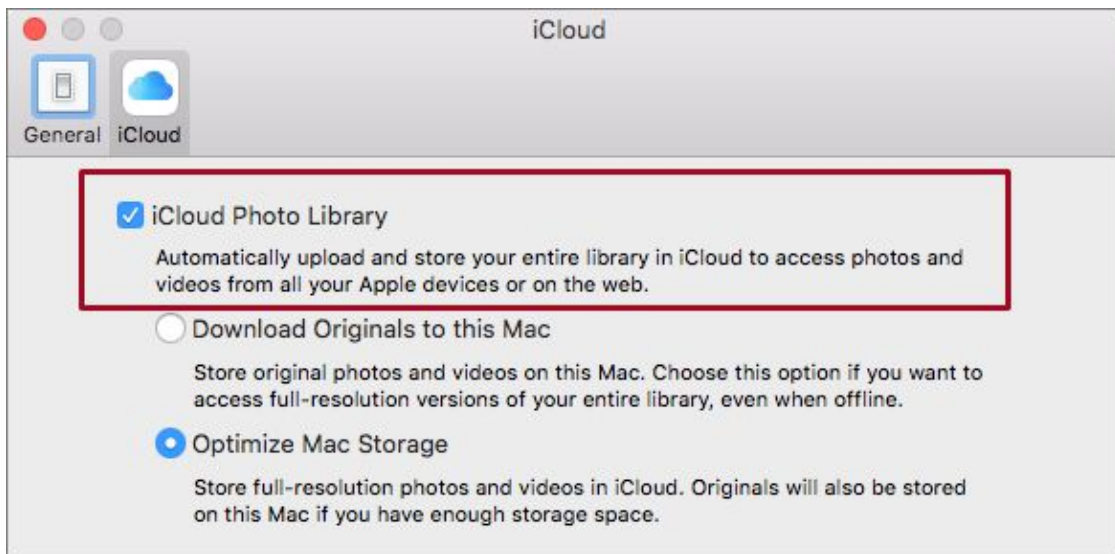 iCloud
General iCloud
iCloud Photo Library
Automatically upload and store your entire library in iCloud to access photos and
videos from all your Apple devices or on the web.
Download Originals to this Mac
Store original photos and videos on this Mac. Choose this option if you want to
access full-resolution versions of your entire library, even when offline.
Optimize Mac Storage
Store full-resolution photos and videos in iCloud. Originals will also be stored
on this Mac if you have enough storage space.